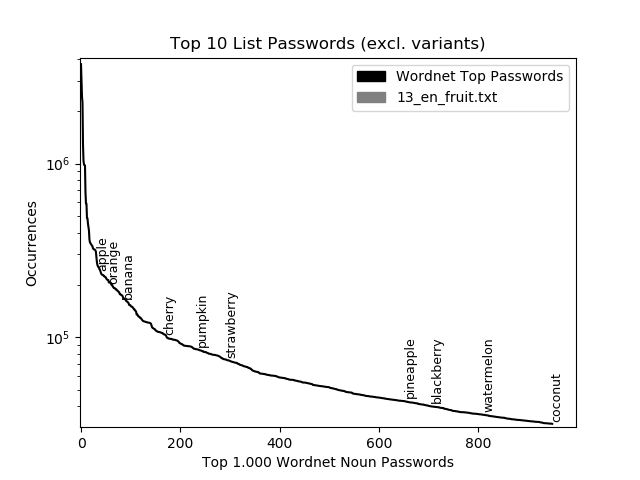 Top 10 List Passwords (excl. variants)
Wordnet Top Passwords
13_en_fruit.txt
Occurrences
10^6
10^5
apple
orange
banana
cherry
pumpkin
strawberry
pineapple
blackberry
watermelon
coconut
0 200 400 600 800
Top 1.000 Wordnet Noun Passwords